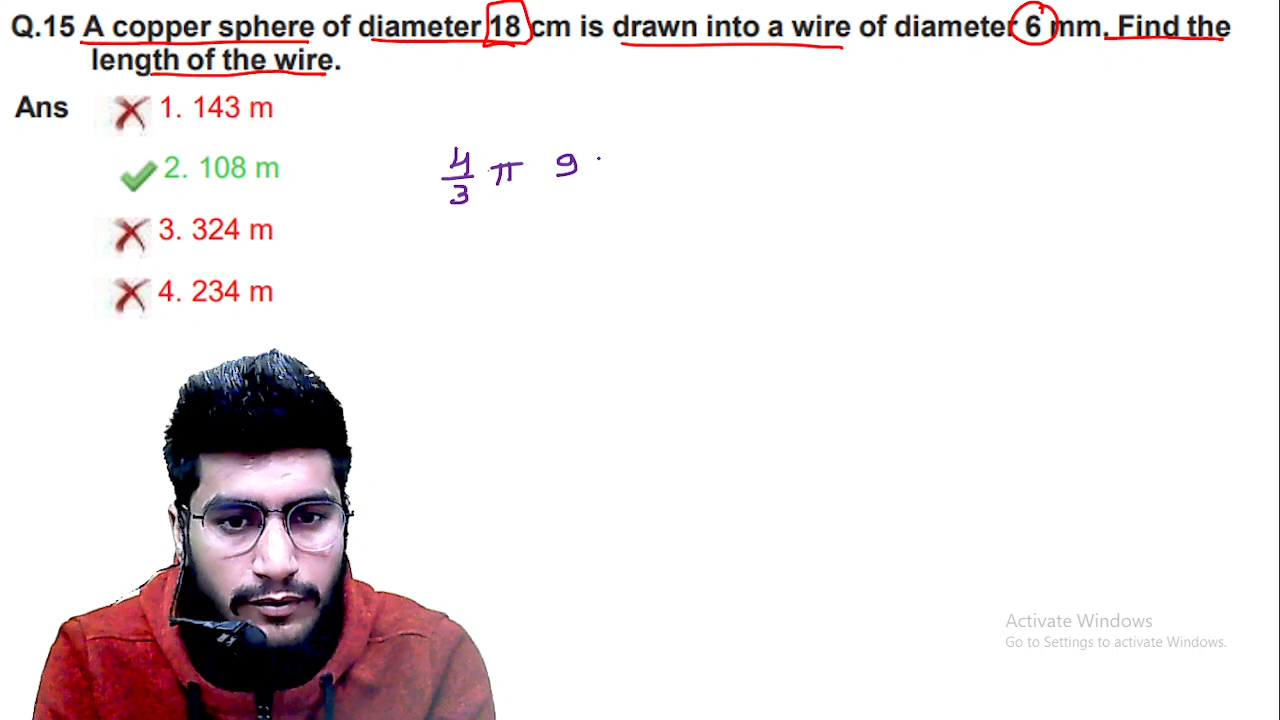 Q.15 A copper sphere of diameter 18 cm is drawn into a wire of diameter 6 mm. Find the
length of the wire.
Ans 1. 143 m
2. 108 m
4/3 π 9
3. 324 m
4. 234 m
Activate Windows
Go to Settings to activate Windows.